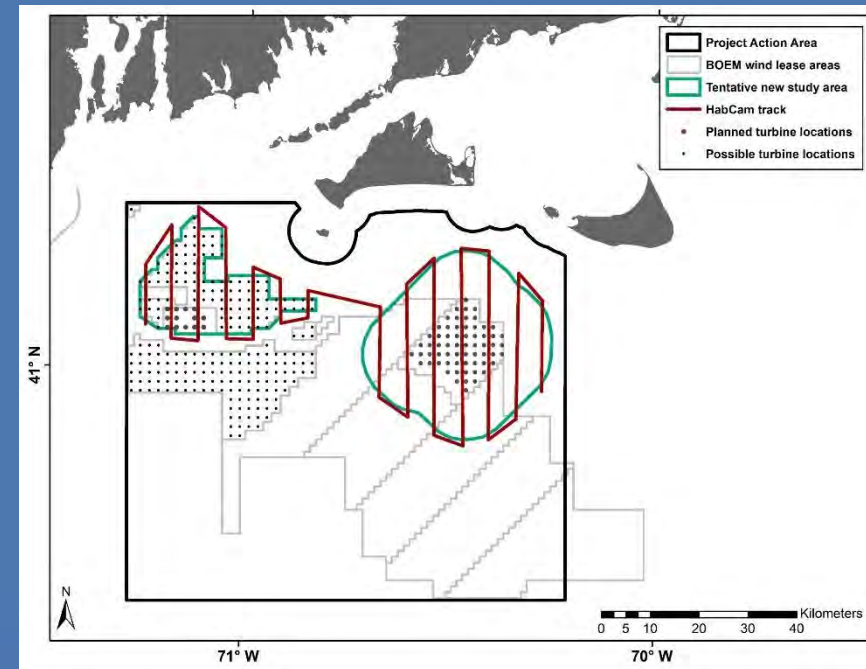 Project Action Area
BOEM wind lease areas
Tentative new study area
HabCam track
Planned turbine locations
Possible turbine locations
41° N
N
Kilometers
0 5 10 20 30 40
71° W
70° W